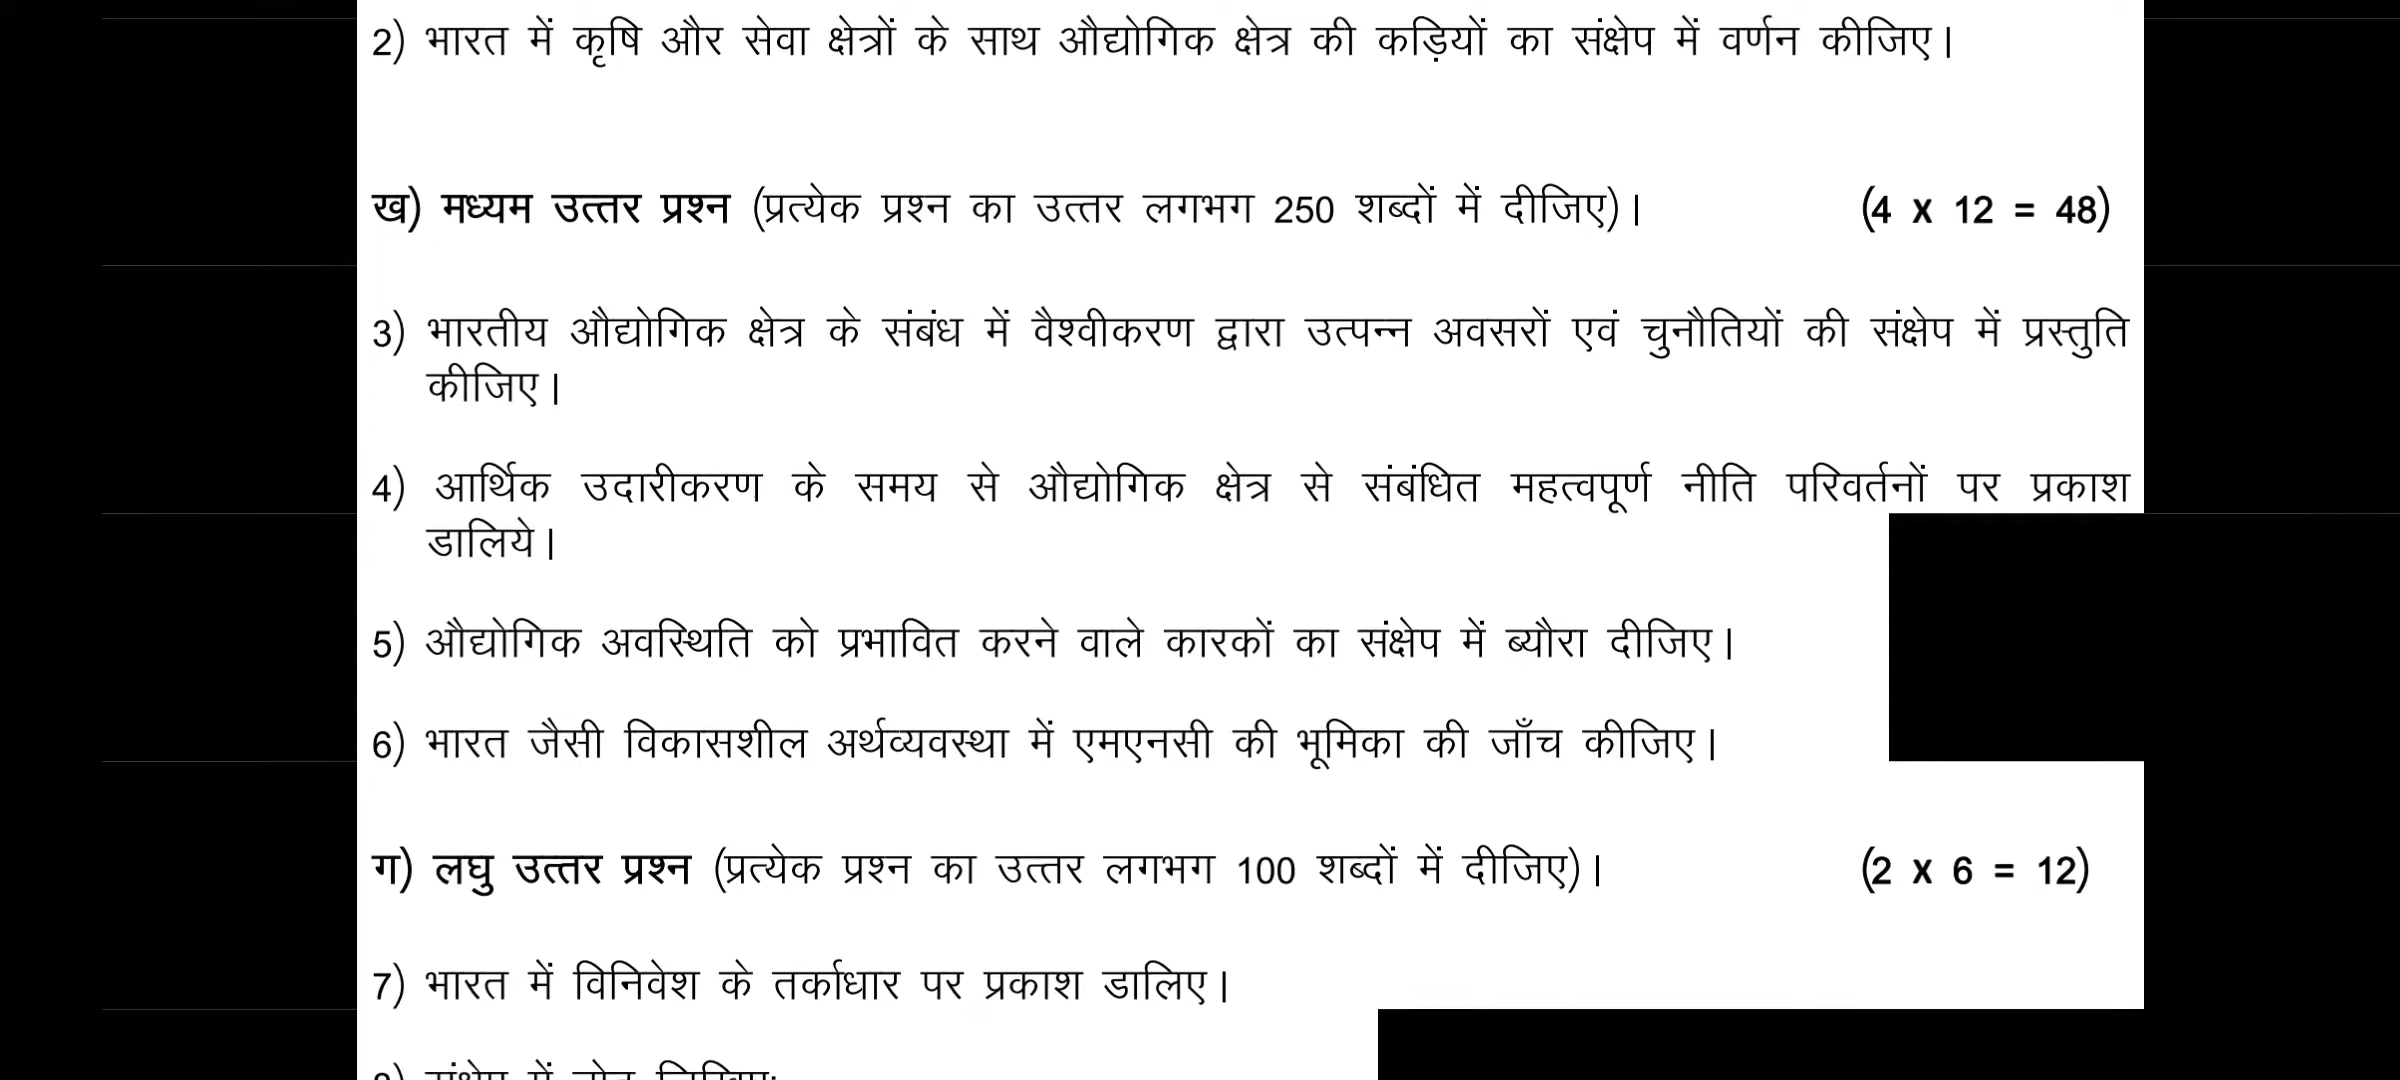 2) भारत में कृषि और सेवा क्षेत्रों के साथ औद्योगिक क्षेत्र की कड़ियों का संक्षेप में वर्णन कीजिए।
ख) मध्यम उत्तर प्रश्न (प्रत्येक प्रश्न का उत्तर लगभग 250 शब्दों में दीजिए)। (4 x 12 = 48)
3) भारतीय औद्योगिक क्षेत्र के संबंध में वैश्वीकरण द्वारा उत्पन्न अवसरों एवं चुनौतियों की संक्षेप में प्रस्तुति
कीजिए।
4) आर्थिक उदारीकरण के समय से औद्योगिक क्षेत्र से संबंधित महत्वपूर्ण नीति परिवर्तनों पर प्रकाश
डालिये।
5) औद्योगिक अवस्थिति को प्रभावित करने वाले कारकों का संक्षेप में ब्यौरा दीजिए।
6) भारत जैसी विकासशील अर्थव्यवस्था में एमएनसी की भूमिका की जाँच कीजिए।
ग) लघु उत्तर प्रश्न (प्रत्येक प्रश्न का उत्तर लगभग 100 शब्दों में दीजिए)। (2 x 6 = 12)
7) भारत में विनिवेश के तर्काधार पर प्रकाश डालिए।